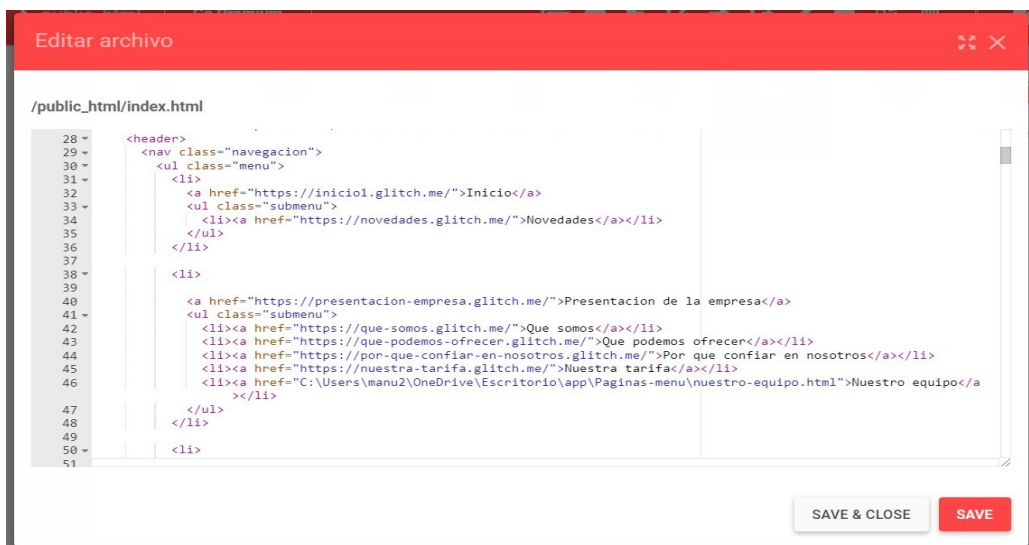 Editar archivo
/public_html/index.html
28 <header>
29 <nav class="navegacion">
30 <ul class="menu">
31 <li>
32 <a href="https://inicio1.glitch.me/">Inicio</a>
33 <ul class="submenu">
34 <li><a href="https://novedades.glitch.me/">Novedades</a></li>
35 </ul>
36 </li>
37
38 <li>
39
40 <a href="https://presentacion-empresa.glitch.me/">Presentacion de la empresa</a>
41 <ul class="submenu">
42 <li><a href="https://que-somos.glitch.me/">Que somos</a></li>
43 <li><a href="https://que-podemos-ofrecer.glitch.me/">Que podemos ofrecer</a></li>
44 <li><a href="https://por-que-confiar-en-nosotros.glitch.me/">Por que confiar en nosotros</a></li>
45 <li><a href="https://nuestra-tarifa.glitch.me/">Nuestra tarifa</a></li>
46 <li><a href="C:\Users\manu2\OneDrive\Escritorio\app\Paginas-menu\nuestro-equipo.html">Nuestro equipo</a
></li>
47 </ul>
48 </li>
49
50 <li>
51
SAVE & CLOSE
SAVE